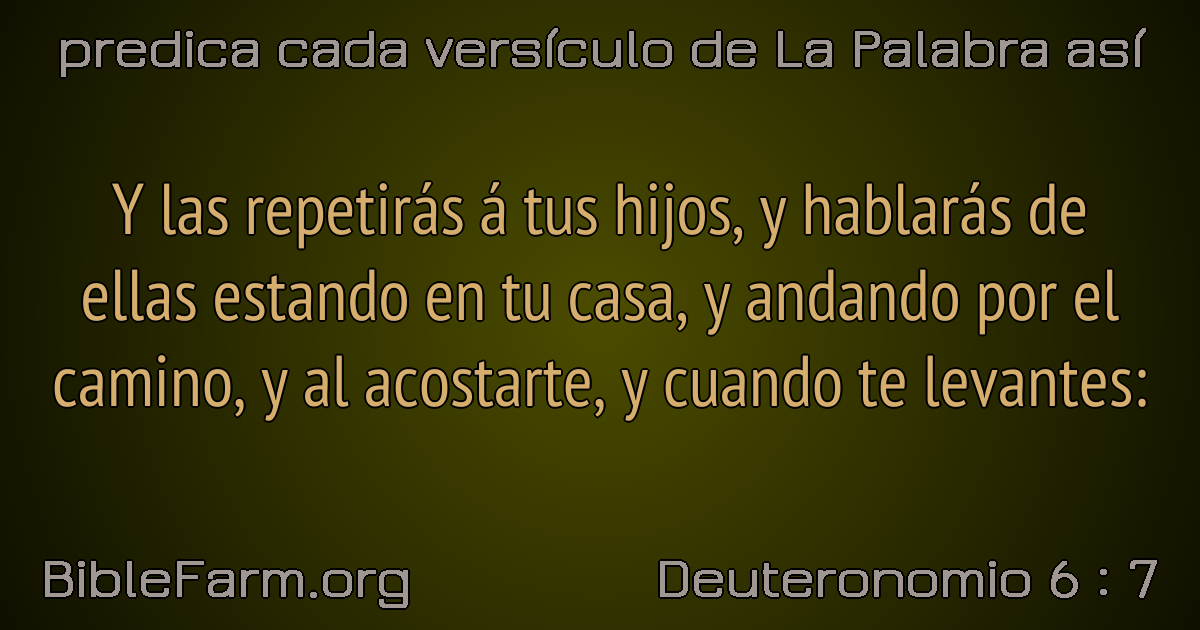 predica cada versículo de La Palabra así
Y las repetirás á tus hijos, y hablarás de
ellas estando en tu casa, y andando por el
camino, y al acostarte, y cuando te levantes:
BibleFarm.org
Deuteronomio 6 : 7